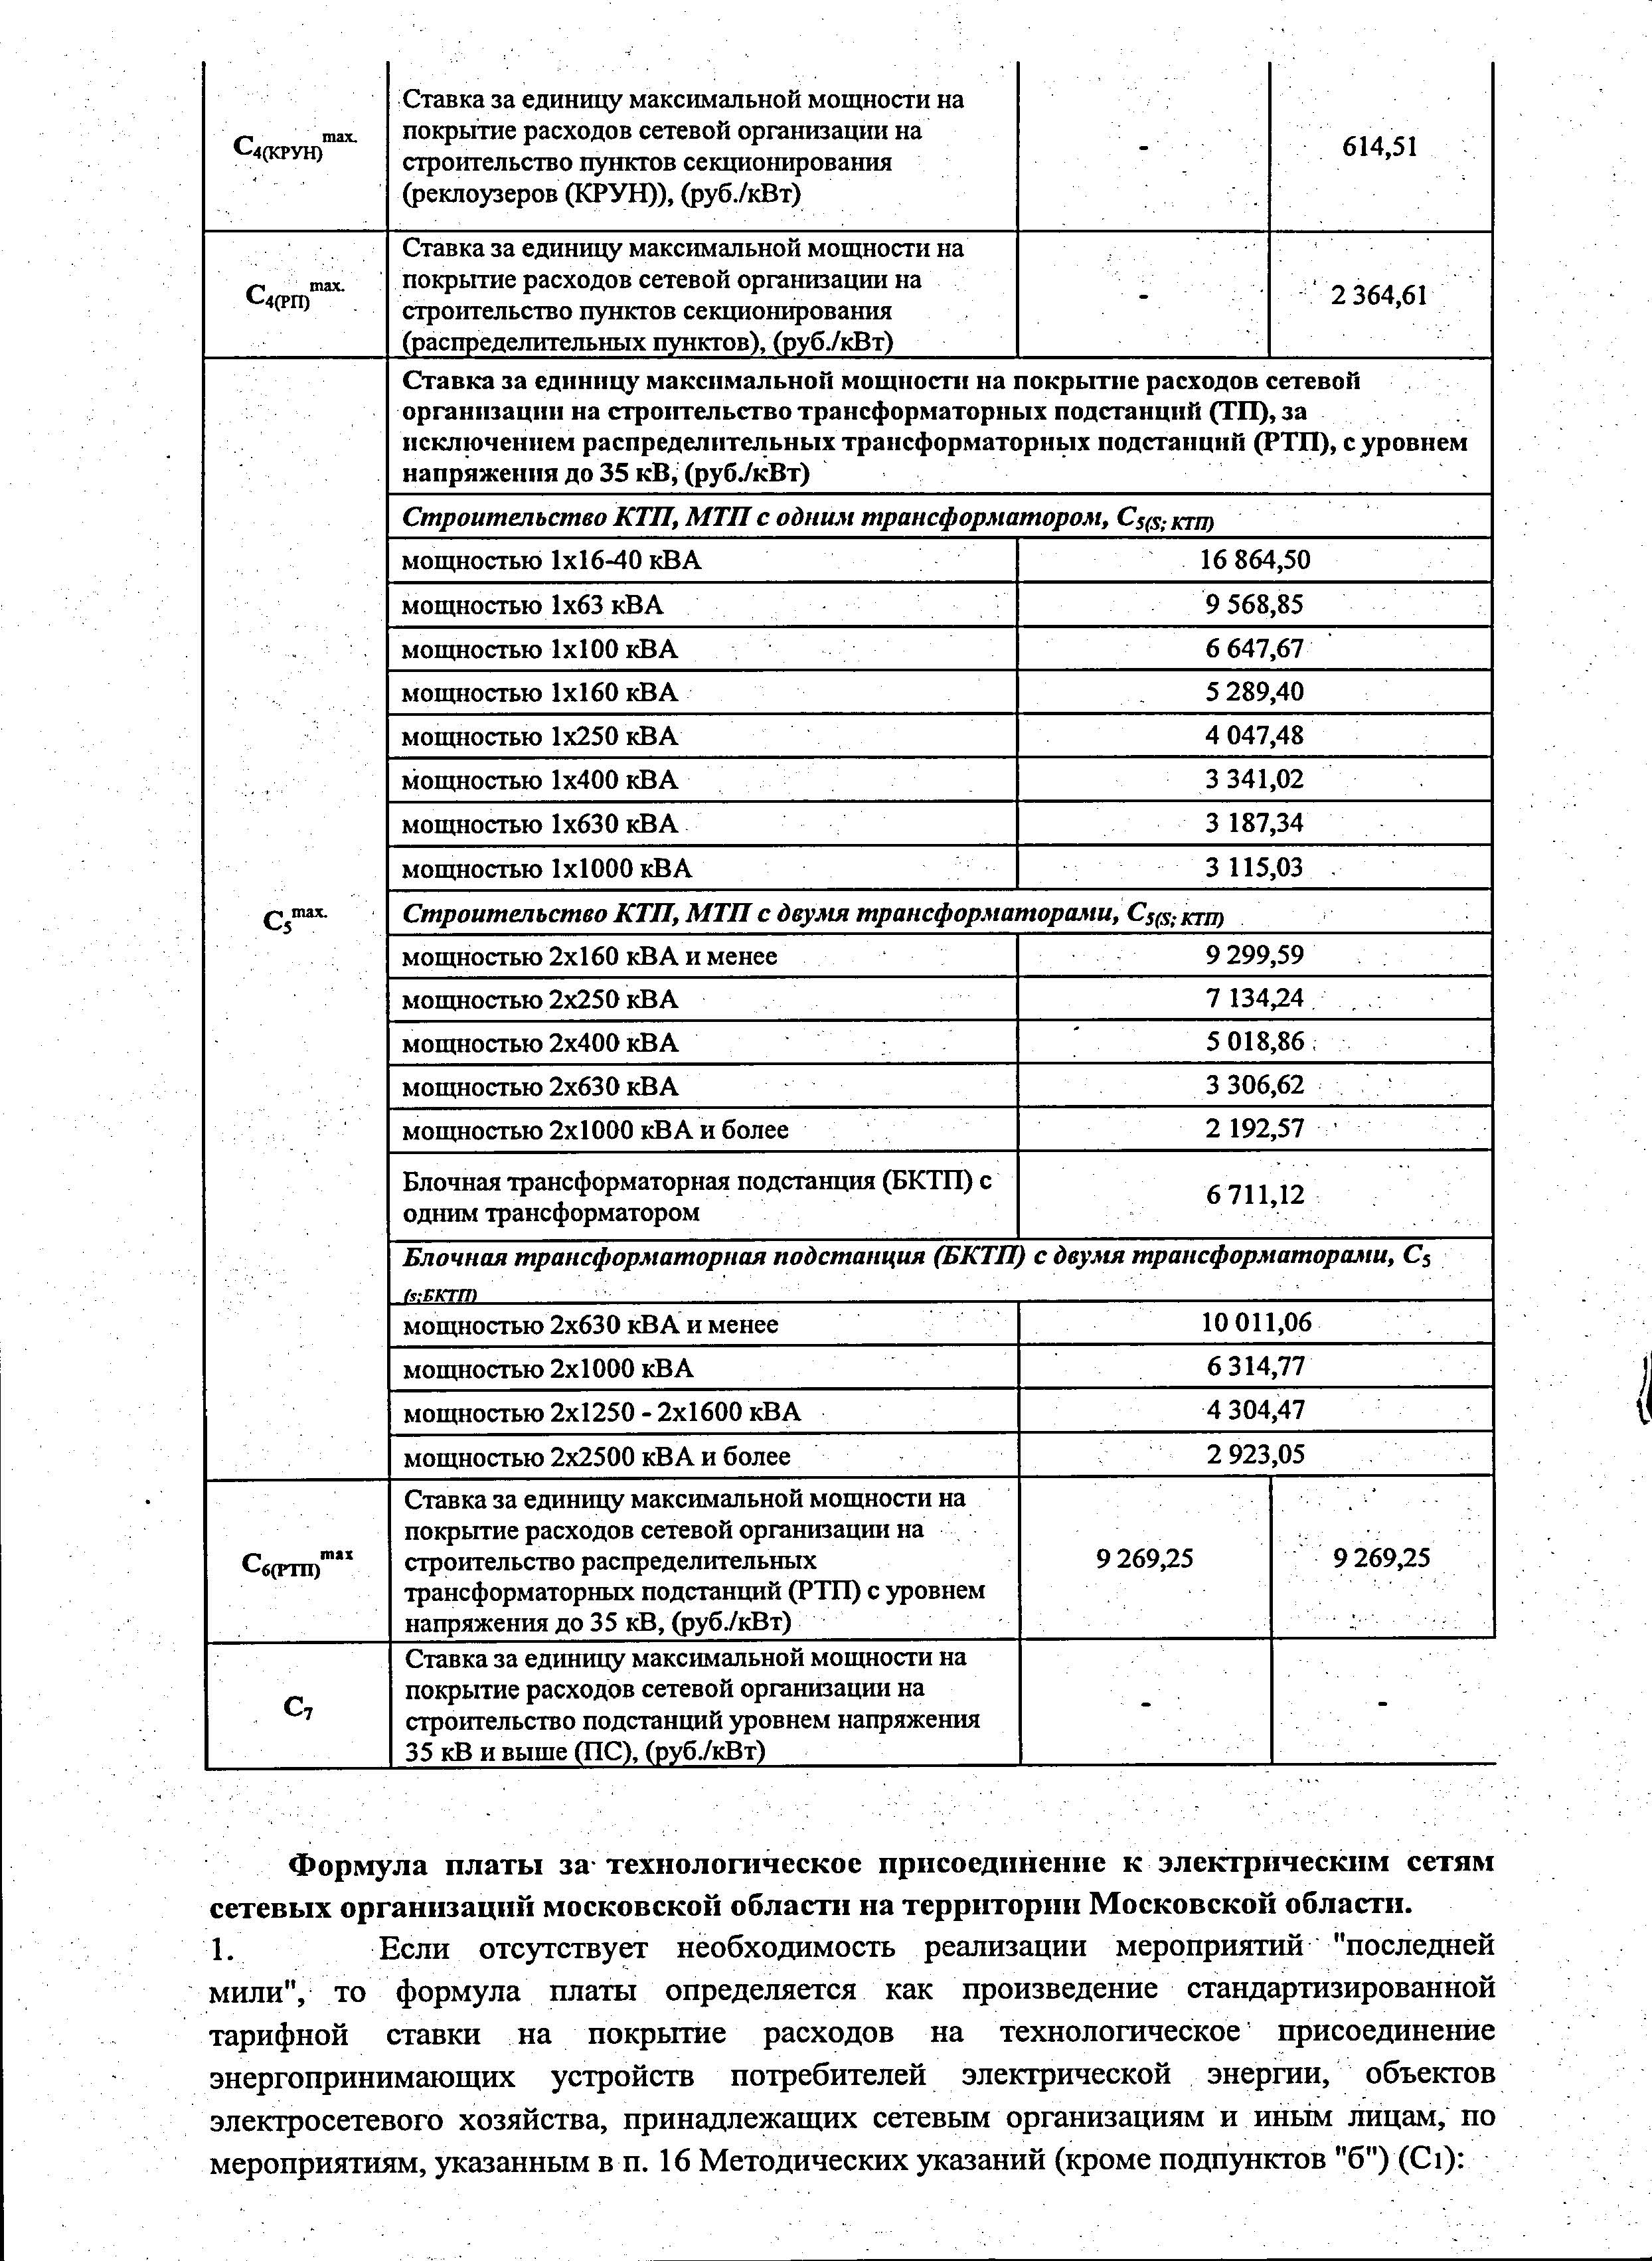 C4(КРУН)max.
Ставка за единицу максимальной мощности на
покрытие расходов сетевой организации на
строительство пунктов секционирования
(реклоузеров (КРУН)), (руб./кВт)
-
614,51
C4(РП)max.
Ставка за единицу максимальной мощности на
покрытие расходов сетевой организации на
строительство пунктов секционирования
(распределительных пунктов), (руб./кВт)
-
2 364,61
C5max.
Ставка за единицу максимальной мощности на покрытие расходов сетевой
организации на строительство трансформаторных подстанций (ТП), за
исключением распределительных трансформаторных подстанций (РТП), с уровнем
напряжения до 35 кВ, (руб./кВт)
Строительство КТП, МТП с одним трансформатором, C5(S; КТП)
мощностью 1х16-40 кВА
16 864,50
мощностью 1х63 кВА
9 568,85
мощностью 1х100 кВА
6 647,67
мощностью 1х160 кВА
5 289,40
мощностью 1х250 кВА
4 047,48
мощностью 1х400 кВА
3 341,02
мощностью 1х630 кВА
3 187,34
мощностью 1х1000 кВА
3 115,03
Строительство КТП, МТП с двумя трансформаторами, C5(S; КТП)
мощностью 2х160 кВА и менее
9 299,59
мощностью 2х250 кВА
7 134,24
мощностью 2х400 кВА
5 018,86
мощностью 2х630 кВА
3 306,62
мощностью 2х1000 кВА и более
2 192,57
Блочная трансформаторная подстанция (БКТП) с
одним трансформатором
6 711,12
Блочная трансформаторная подстанция (БКТП) с двумя трансформаторами, C5
(s;БКТП)
мощностью 2х630 кВА и менее
10 011,06
мощностью 2х1000 кВА
6 314,77
мощностью 2х1250 - 2х1600 кВА
4 304,47
мощностью 2х2500 кВА и более
2 923,05
C6(РТП)max
Ставка за единицу максимальной мощности на
покрытие расходов сетевой организации на
строительство распределительных
трансформаторных подстанций (РТП) с уровнем
напряжения до 35 кВ, (руб./кВт)
9 269,25
9 269,25
C7
Ставка за единицу максимальной мощности на
покрытие расходов сетевой организации на
строительство подстанций уровнем напряжения
35 кВ и выше (ПС), (руб./кВт)
-
-
Формула платы за технологическое присоединение к электрическим сетям
сетевых организаций московской области на территории Московской области.
1. Если отсутствует необходимость реализации мероприятий "последней
мили", то формула платы определяется как произведение стандартизированной
тарифной ставки на покрытие расходов на технологическое присоединение
энергопринимающих устройств потребителей электрической энергии, объектов
электросетевого хозяйства, принадлежащих сетевым организациям и иным лицам, по
мероприятиям, указанным в п. 16 Методических указаний (кроме подпунктов "б") (C1):